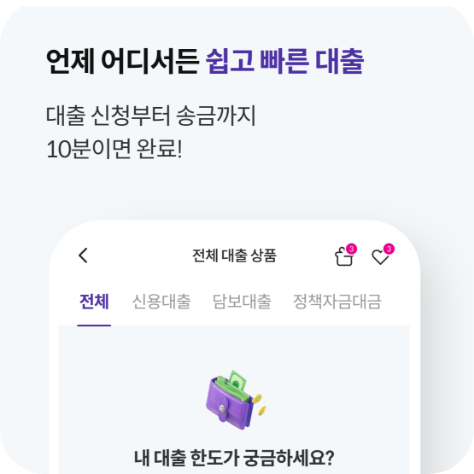 언제 어디서든 쉽고 빠른 대출
대출 신청부터 송금까지
10분이면 완료!
전체 대출 상품
3
3
전체 신용대출 담보대출 정책자금대금
내 대출 한도가 궁금하세요?